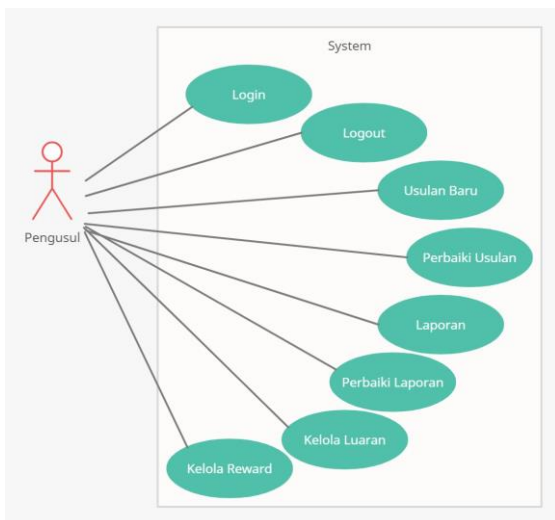 System
Login
Logout
Usulan Baru
Pengusul
Perbaiki Usulan
Laporan
Perbaiki Laporan
Kelola Luaran
Kelola Reward